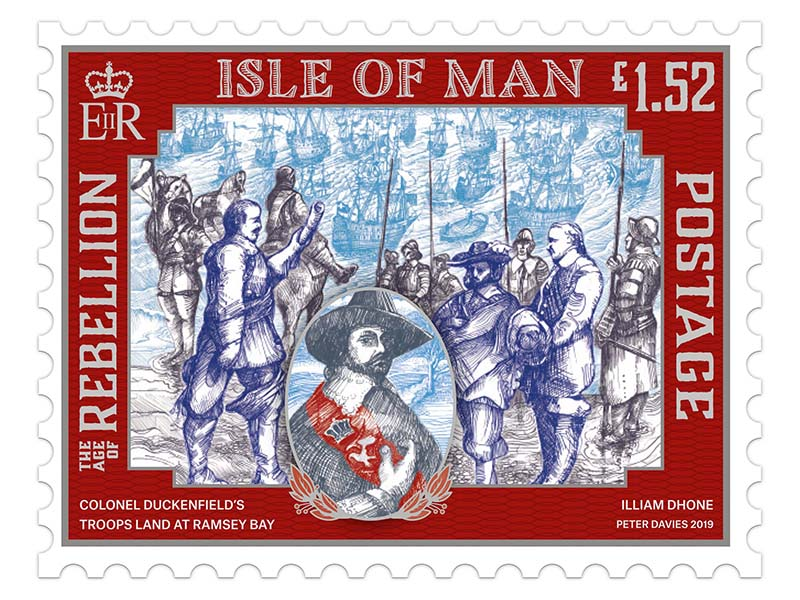 ISLE OF MAN
£1.52
EIIR
THE AGE OF REBELLION
POSTAGE
COLONEL DUCKENFIELD'S
TROOPS LAND AT RAMSEY BAY
ILLIAM DHONE
PETER DAVIES 2019